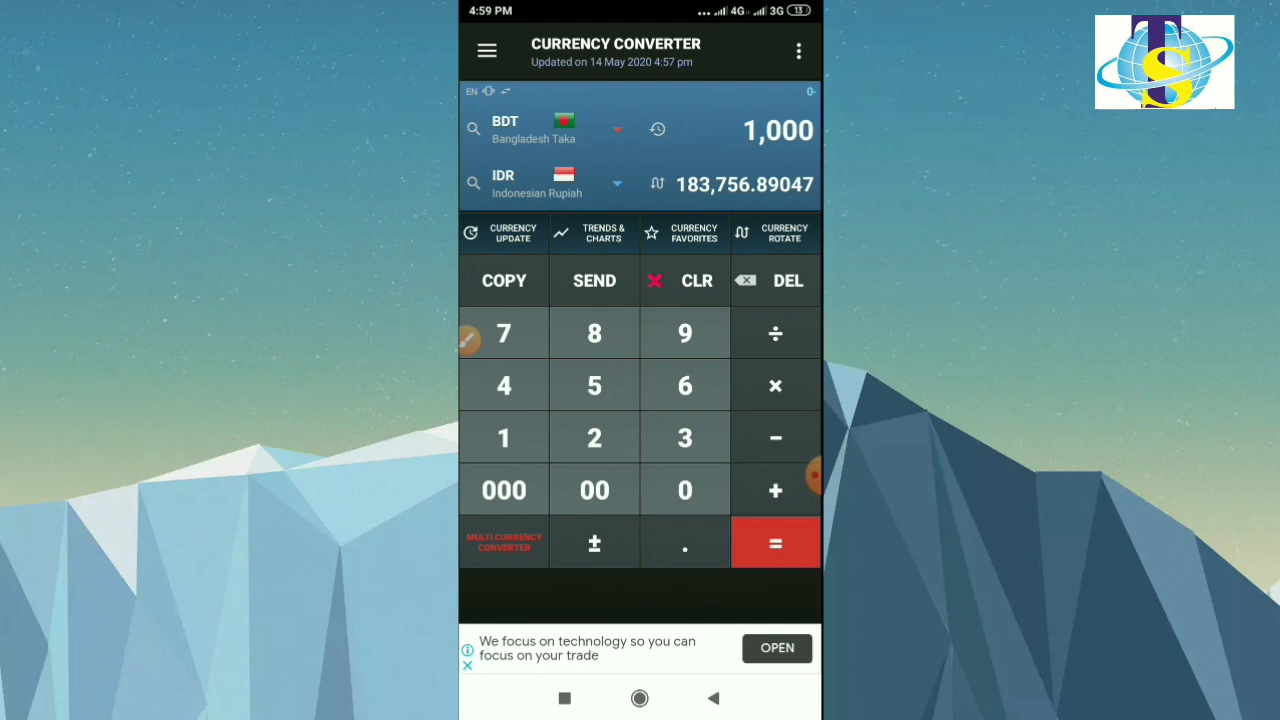 4:59 PM
4G 3G 13
TS
CURRENCY CONVERTER
Updated on 14 May 2020 4:57 pm
EN
0-
BDT
Bangladesh Taka
1,000
IDR
Indonesian Rupiah
183,756.89047
CURRENCY UPDATE
TRENDS & CHARTS
CURRENCY FAVORITES
CURRENCY ROTATE
COPY SEND CLR DEL
7 8 9 ÷
4 5 6 ×
1 2 3 −
000 00 0 +
MULTI CURRENCY CONVERTER
± . =
We focus on technology so you can
focus on your trade
OPEN